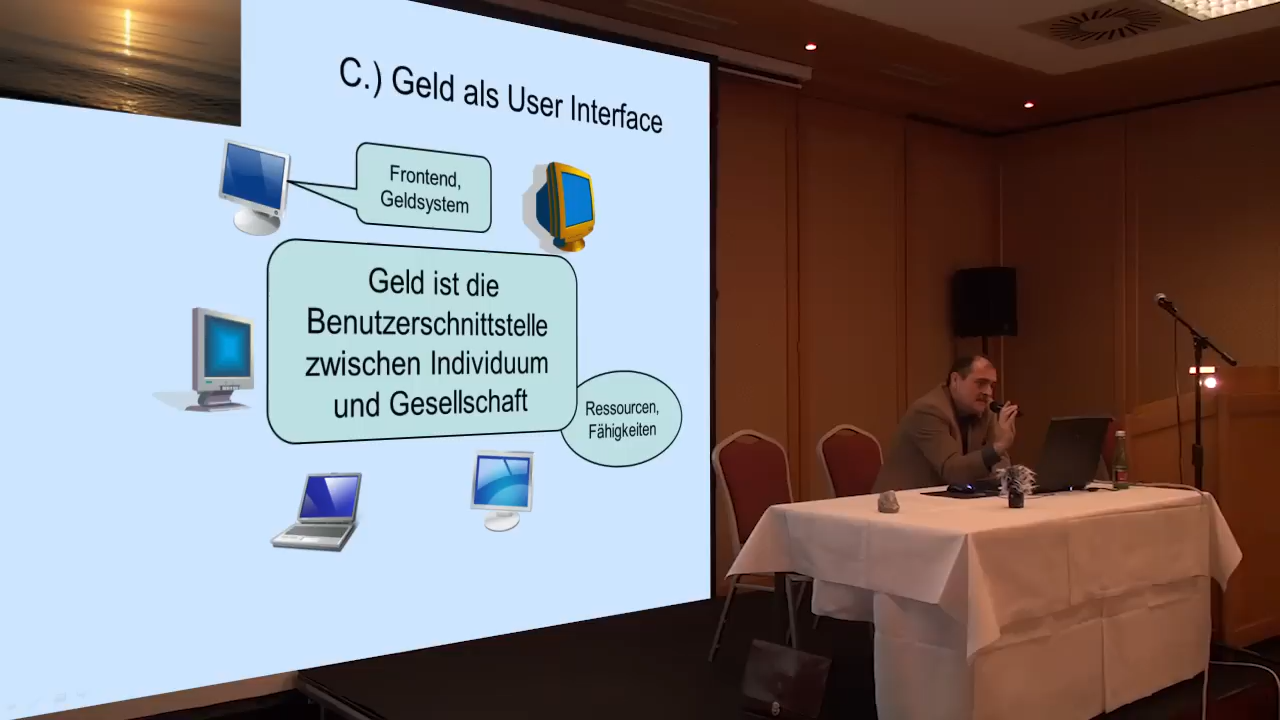 C.) Geld als User Interface
Frontend,
Geldsystem
Geld ist die
Benutzerschnittstelle
zwischen Individuum
und Gesellschaft
Ressourcen,
Fähigkeiten